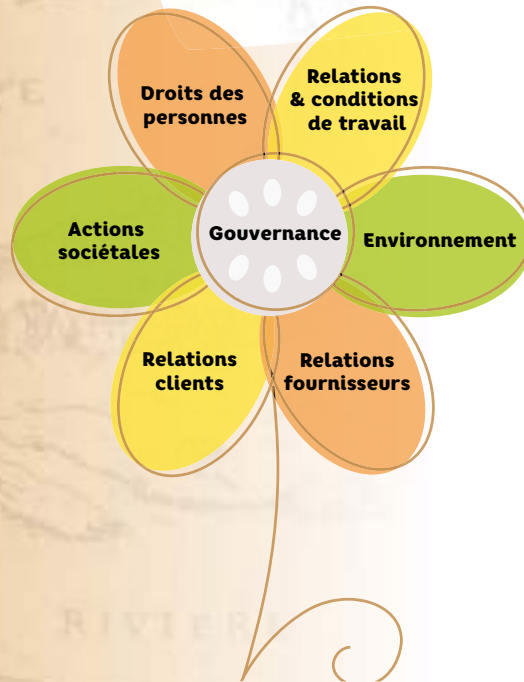 Droits des
personnes
Relations
& conditions
de travail
Actions
sociétales
Gouvernance
Environnement
Relations
clients
Relations
fournisseurs